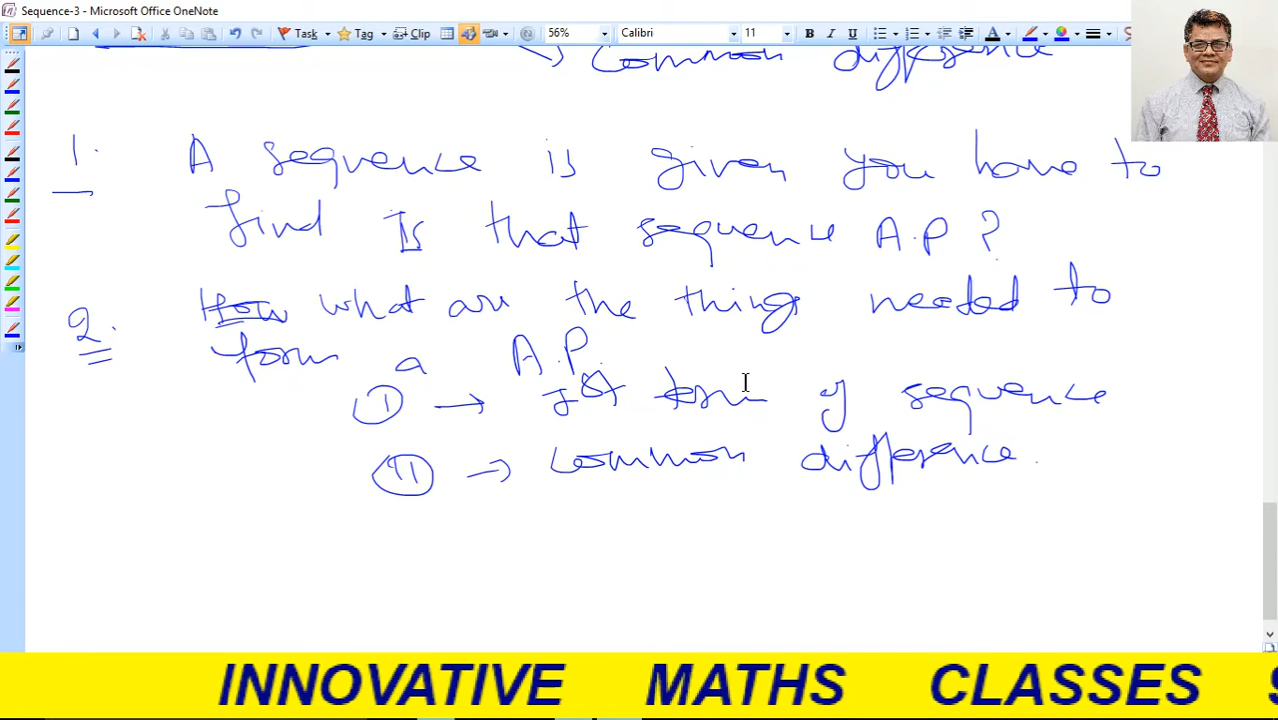 Sequence-3 - Microsoft Office OneNote
Task Tag Clip 56% Calibri 11 B I U
→ Common difference
1. A sequence is given you have to
find Is that sequence A.P?
2. How what are the things needed to
form a A.P
I → Ist term of sequence
II → common difference.
INNOVATIVE MATHS CLASSES S